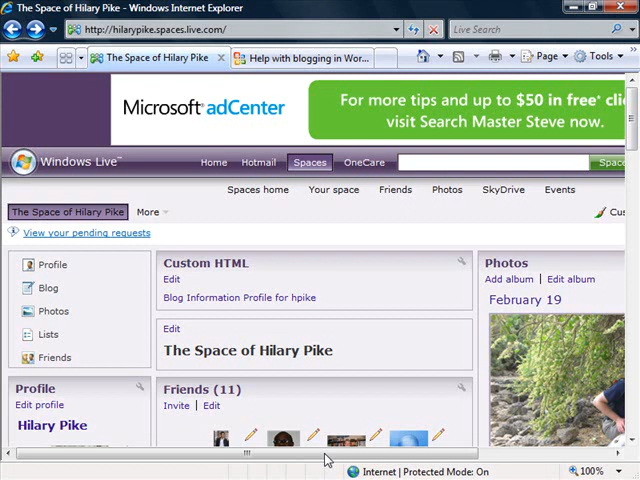 The Space of Hilary Pike - Windows Internet Explorer
http://hilarypike.spaces.live.com/
Live Search
The Space of Hilary Pike
Help with blogging in Wor...
Page
Tools
Microsoft® adCenter
For more tips and up to $50 in free* clic
visit Search Master Steve now.
Windows Live™
Home
Hotmail
Spaces
OneCare
Space
Spaces home
Your space
Friends
Photos
SkyDrive
Events
The Space of Hilary Pike
More
Cus
View your pending requests
Profile
Blog
Photos
Lists
Friends
Profile
Edit profile
Hilary Pike
Custom HTML
Edit
Blog Information Profile for hpike
Edit
The Space of Hilary Pike
Friends (11)
Invite | Edit
Photos
Add album | Edit album
February 19
Internet | Protected Mode: On
100%